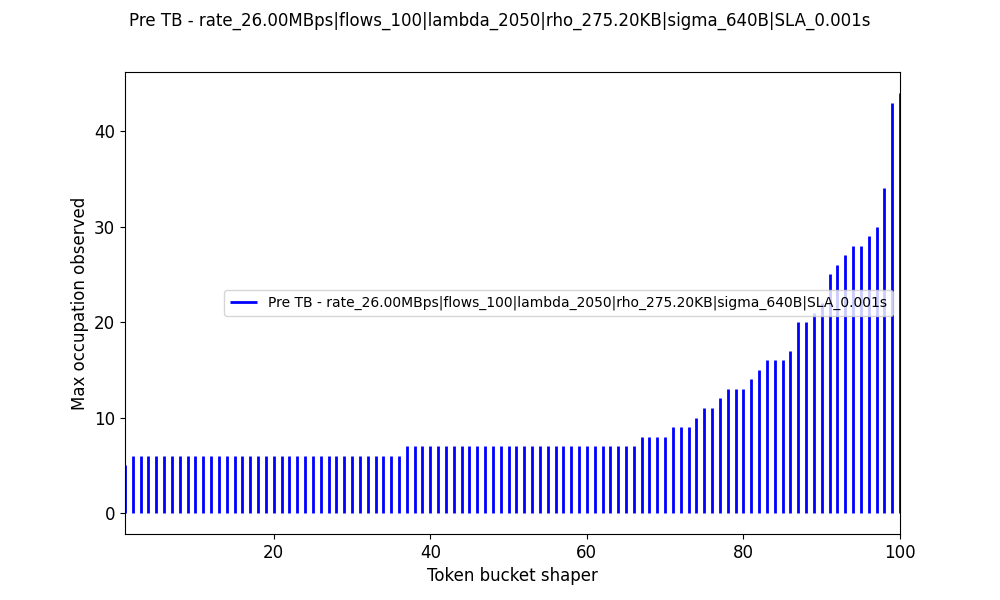 Pre TB - rate_26.00MBps|flows_100|lambda_2050|rho_275.20KB|sigma_640B|SLA_0.001s
Max occupation observed
40
30
20
10
0
Pre TB - rate_26.00MBps|flows_100|lambda_2050|rho_275.20KB|sigma_640B|SLA_0.001s
20
40
60
80
100
Token bucket shaper